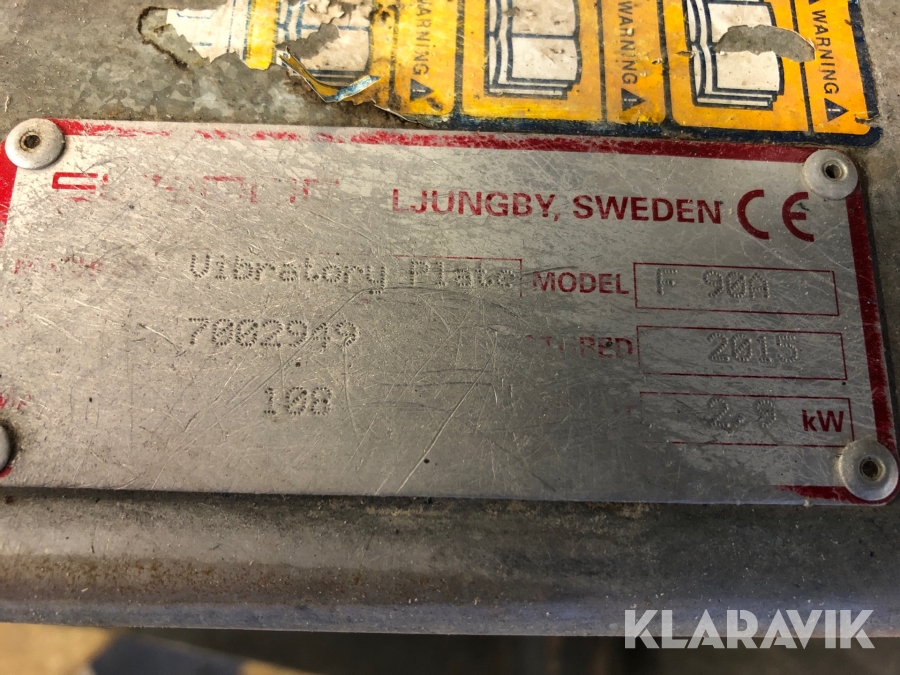 WARNING
WARNING
WARNING
LJUNGBY, SWEDEN CE
Vibratory Plate MODEL F 90A
7002949 2015
108 2,9 kW
KLARAVIK